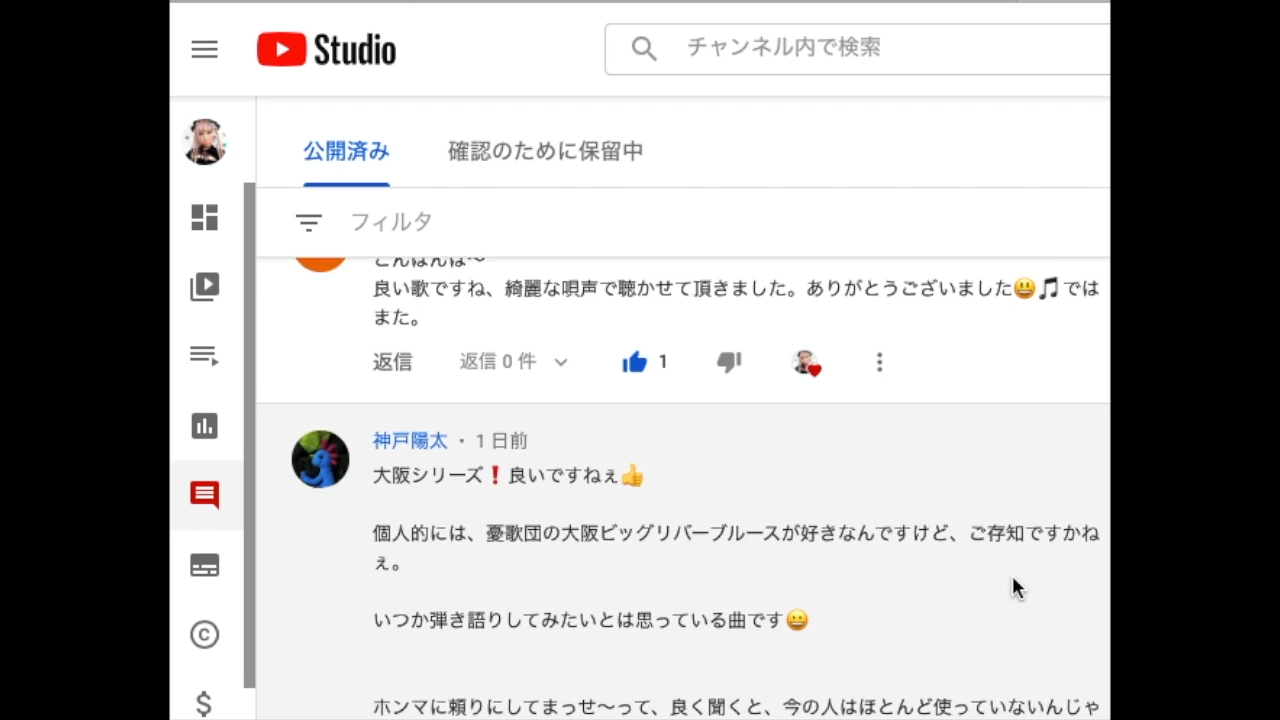 Studio
チャンネル内で検索
公開済み
確認のために保留中
フィルタ
こんばんは〜
良い歌ですね、綺麗な唄声で聴かせて頂きました。ありがとうございました😃🎵では
また。
返信
返信 0 件
1
神戸陽太 • 1 日前
大阪シリーズ❗良いですねぇ👍
個人的には、憂歌団の大阪ビッグリバーブルースが好きなんですけど、ご存知ですかね
ぇ。
いつか弾き語りしてみたいとは思っている曲です😀
ホンマに頼りにしてまっせ〜って、良く聞くと、今の人はほとんど使っていないんじゃ